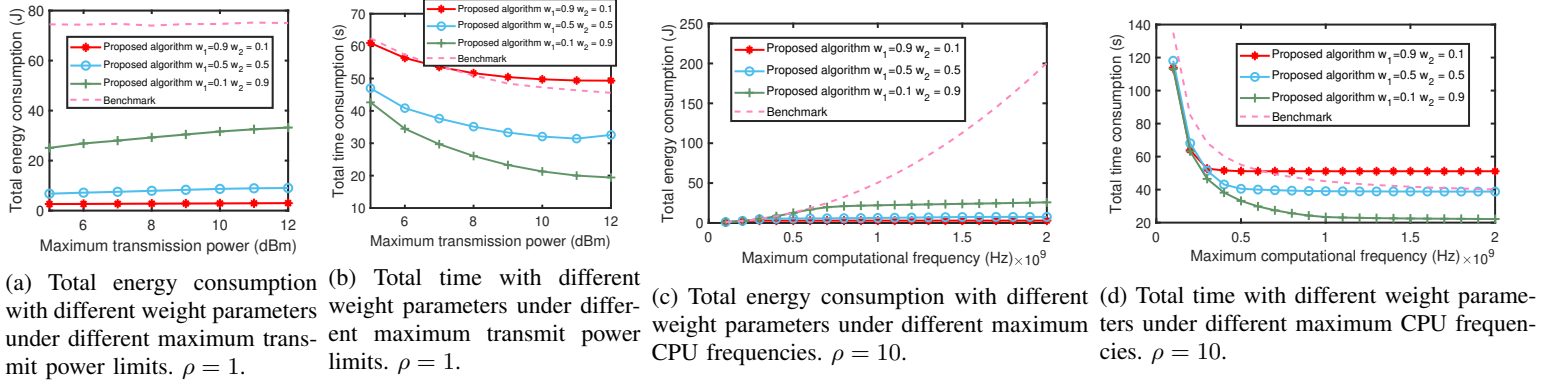 Total energy consumption (J)
80
60
40
20
0
Proposed algorithm w1=0.9 w2 = 0.1
Proposed algorithm w1=0.5 w2 = 0.5
Proposed algorithm w1=0.1 w2 = 0.9
Benchmark
6 8 10 12
Maximum transmission power (dBm)
(a) Total energy consumption
with different weight parameters
under different maximum trans-
mit power limits. ρ = 1.
Total time consumption (s)
70
60
50
40
30
20
10
Proposed algorithm w1=0.9 w2 = 0.1
Proposed algorithm w1=0.5 w2 = 0.5
Proposed algorithm w1=0.1 w2 = 0.9
Benchmark
6 8 10 12
Maximum transmission power (dBm)
(b) Total time with different
weight parameters under differ-
ent maximum transmit power
limits. ρ = 1.
Total energy consumption (J)
250
200
150
100
50
0
Proposed algorithm w1=0.9 w2 = 0.1
Proposed algorithm w1=0.5 w2 = 0.5
Proposed algorithm w1=0.1 w2 = 0.9
Benchmark
0 0.5 1 1.5 2
Maximum computational frequency (Hz) ×10^9
(c) Total energy consumption with different
weight parameters under different maximum
CPU frequencies. ρ = 10.
Total time consumption (s)
140
120
100
80
60
40
20
Proposed algorithm w1=0.9 w2 = 0.1
Proposed algorithm w1=0.5 w2 = 0.5
Proposed algorithm w1=0.1 w2 = 0.9
Benchmark
0 0.5 1 1.5 2
Maximum computational frequency (Hz) ×10^9
(d) Total time with different weight parame-
ters under different maximum CPU frequen-
cies. ρ = 10.